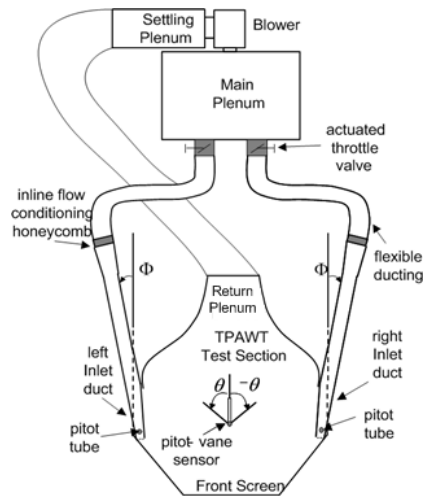 Settling
Plenum
Blower
Main
Plenum
actuated
throttle
valve
inline flow
conditioning
honeycomb
flexible
ducting
Φ
Φ
Return
Plenum
TPAWT
Test Section
left
Inlet
duct
right
Inlet
duct
θ
-θ
pitot
tube
pitot-vane
sensor
pitot
tube
Front Screen